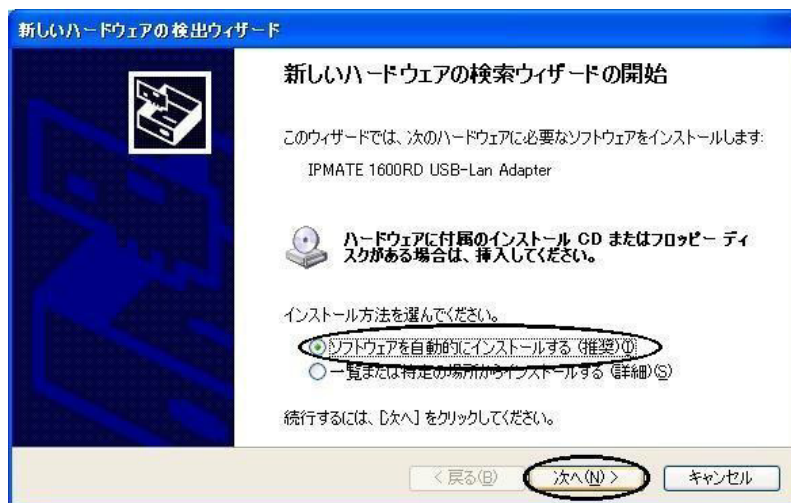 新しいハードウェアの検出ウィザード
新しいハードウェアの検索ウィザードの開始
このウィザードでは、次のハードウェアに必要なソフトウェアをインストールします:
IPMATE 1600RD USB-Lan Adapter
ハードウェアに付属のインストール CD またはフロッピー ディ
スクがある場合は、挿入してください。
インストール方法を選んでください。
ソフトウェアを自動的にインストールする (推奨)(I)
一覧または特定の場所からインストールする (詳細)(S)
続行するには、[次へ] をクリックしてください。
< 戻る(B) 次へ(N) > キャンセル